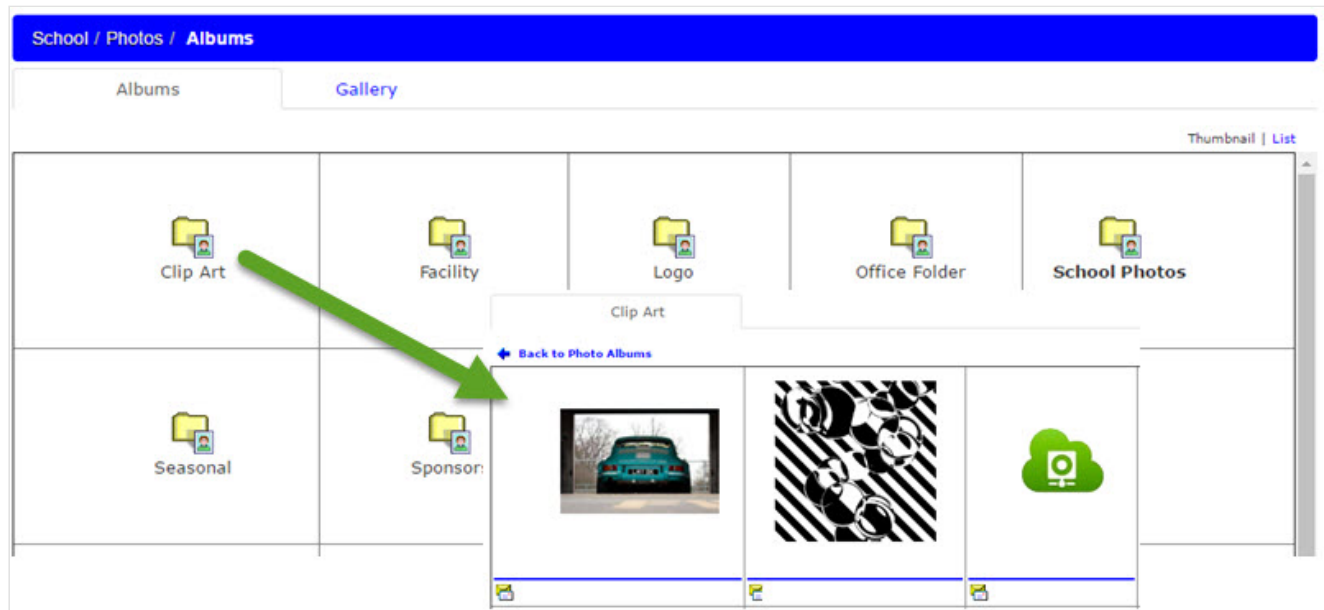 School / Photos / Albums
Albums Gallery
Thumbnail | List
Clip Art Facility Logo Office Folder School Photos
Clip Art
Back to Photo Albums
Seasonal